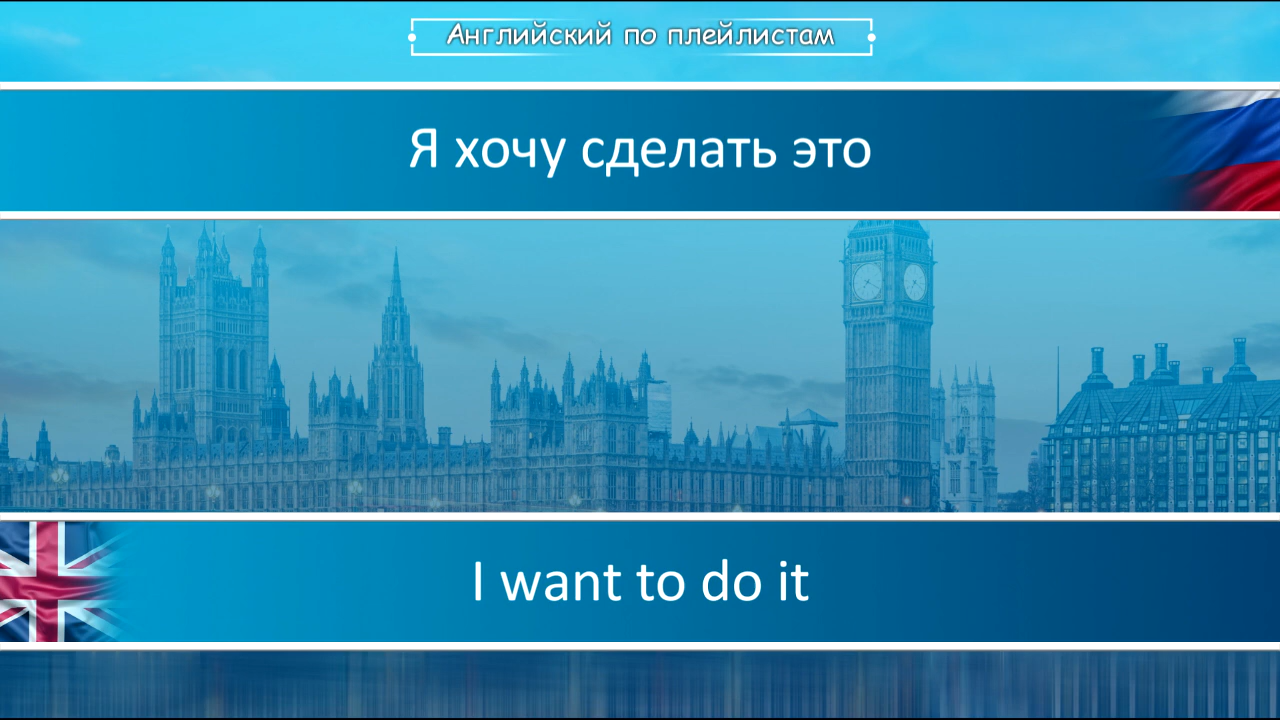 Английский по плейлистам
Я хочу сделать это
I want to do it